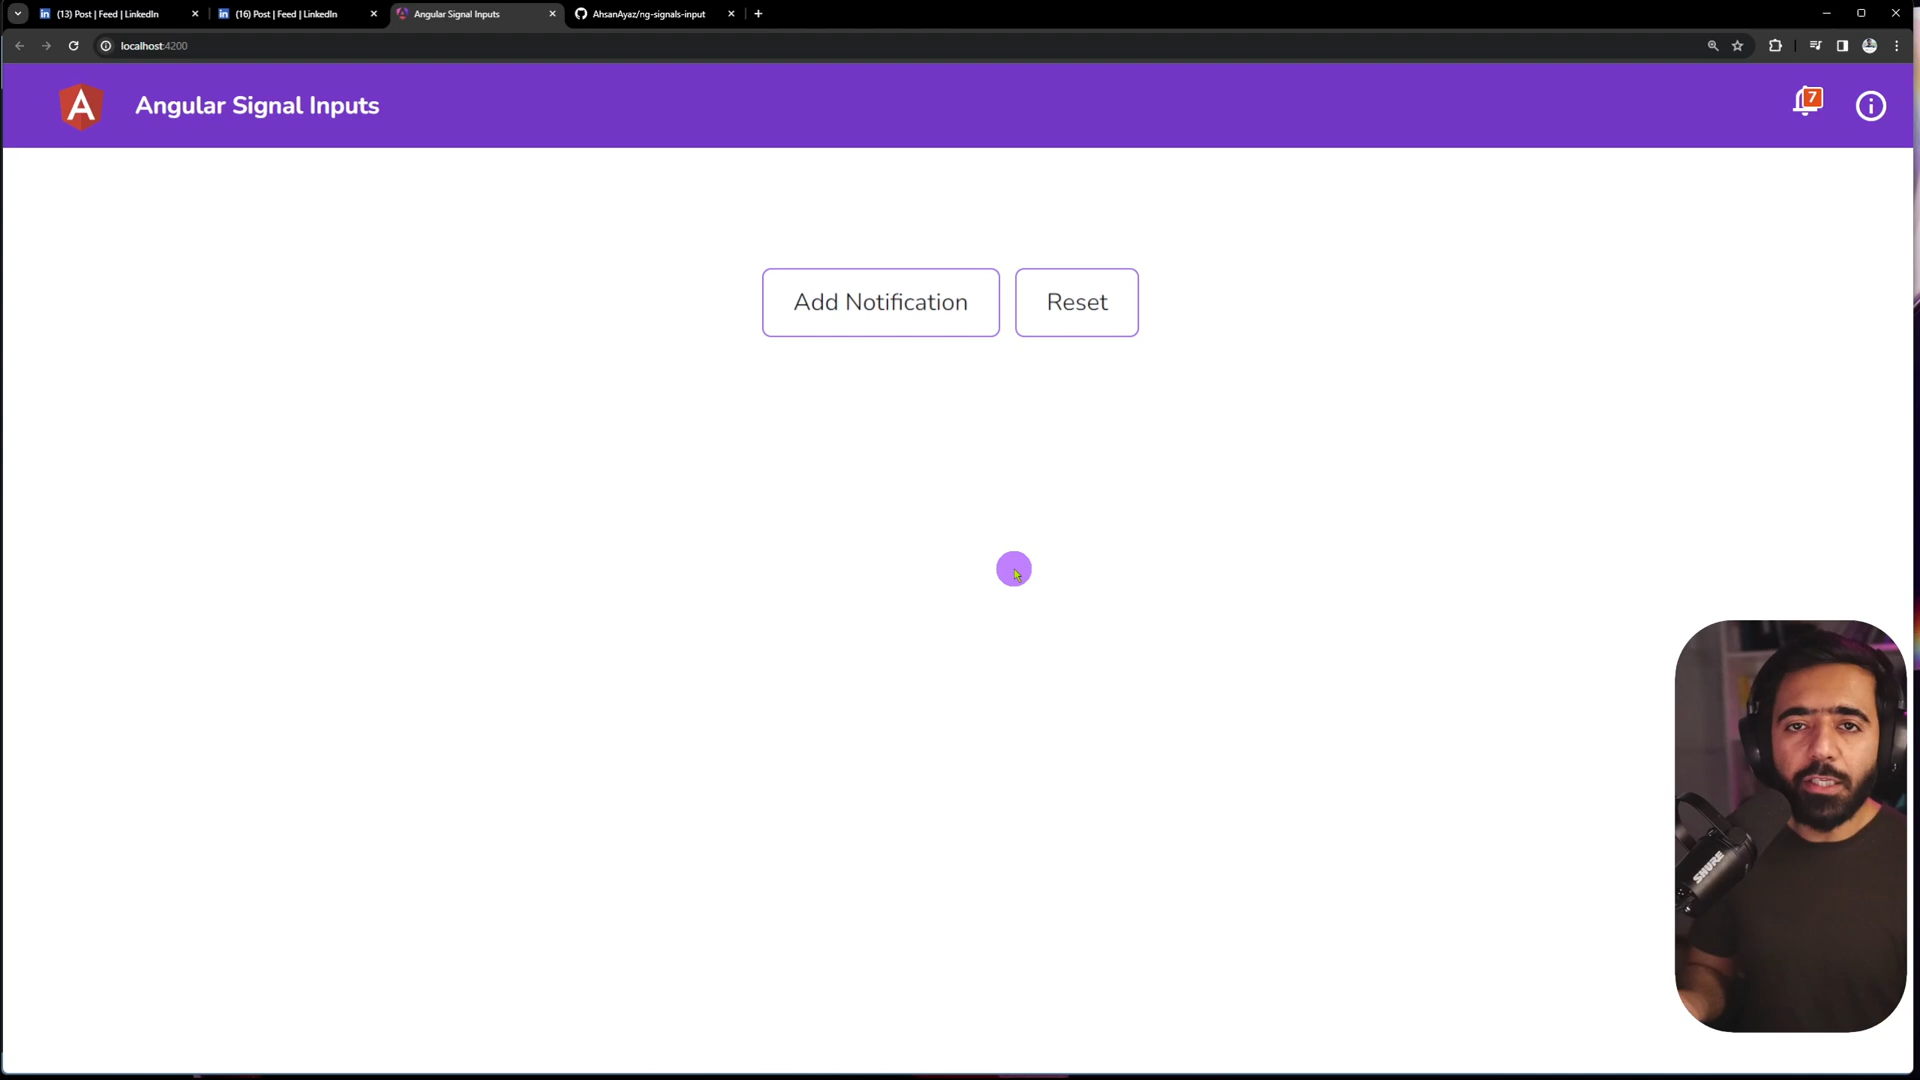 (13) Post | Feed | LinkedIn
(16) Post | Feed | LinkedIn
Angular Signal Inputs
AhsanAyaz/ng-signals-input
localhost:4200
A
Angular Signal Inputs
7
Add Notification
Reset
SHURE